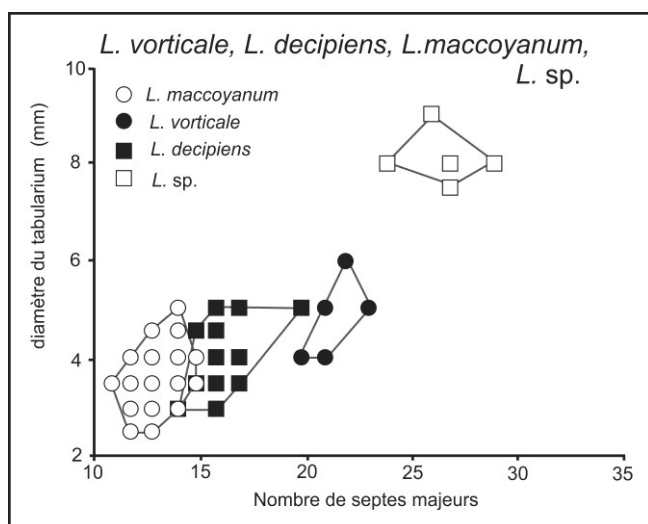 L. vorticale, L. decipiens, L.maccoyanum,
L. sp.
10
8
6
4
2
diamètre du tabularium (mm)
L. maccoyanum
L. vorticale
L. decipiens
L. sp.
10 15 20 25 30 35
Nombre de septes majeurs